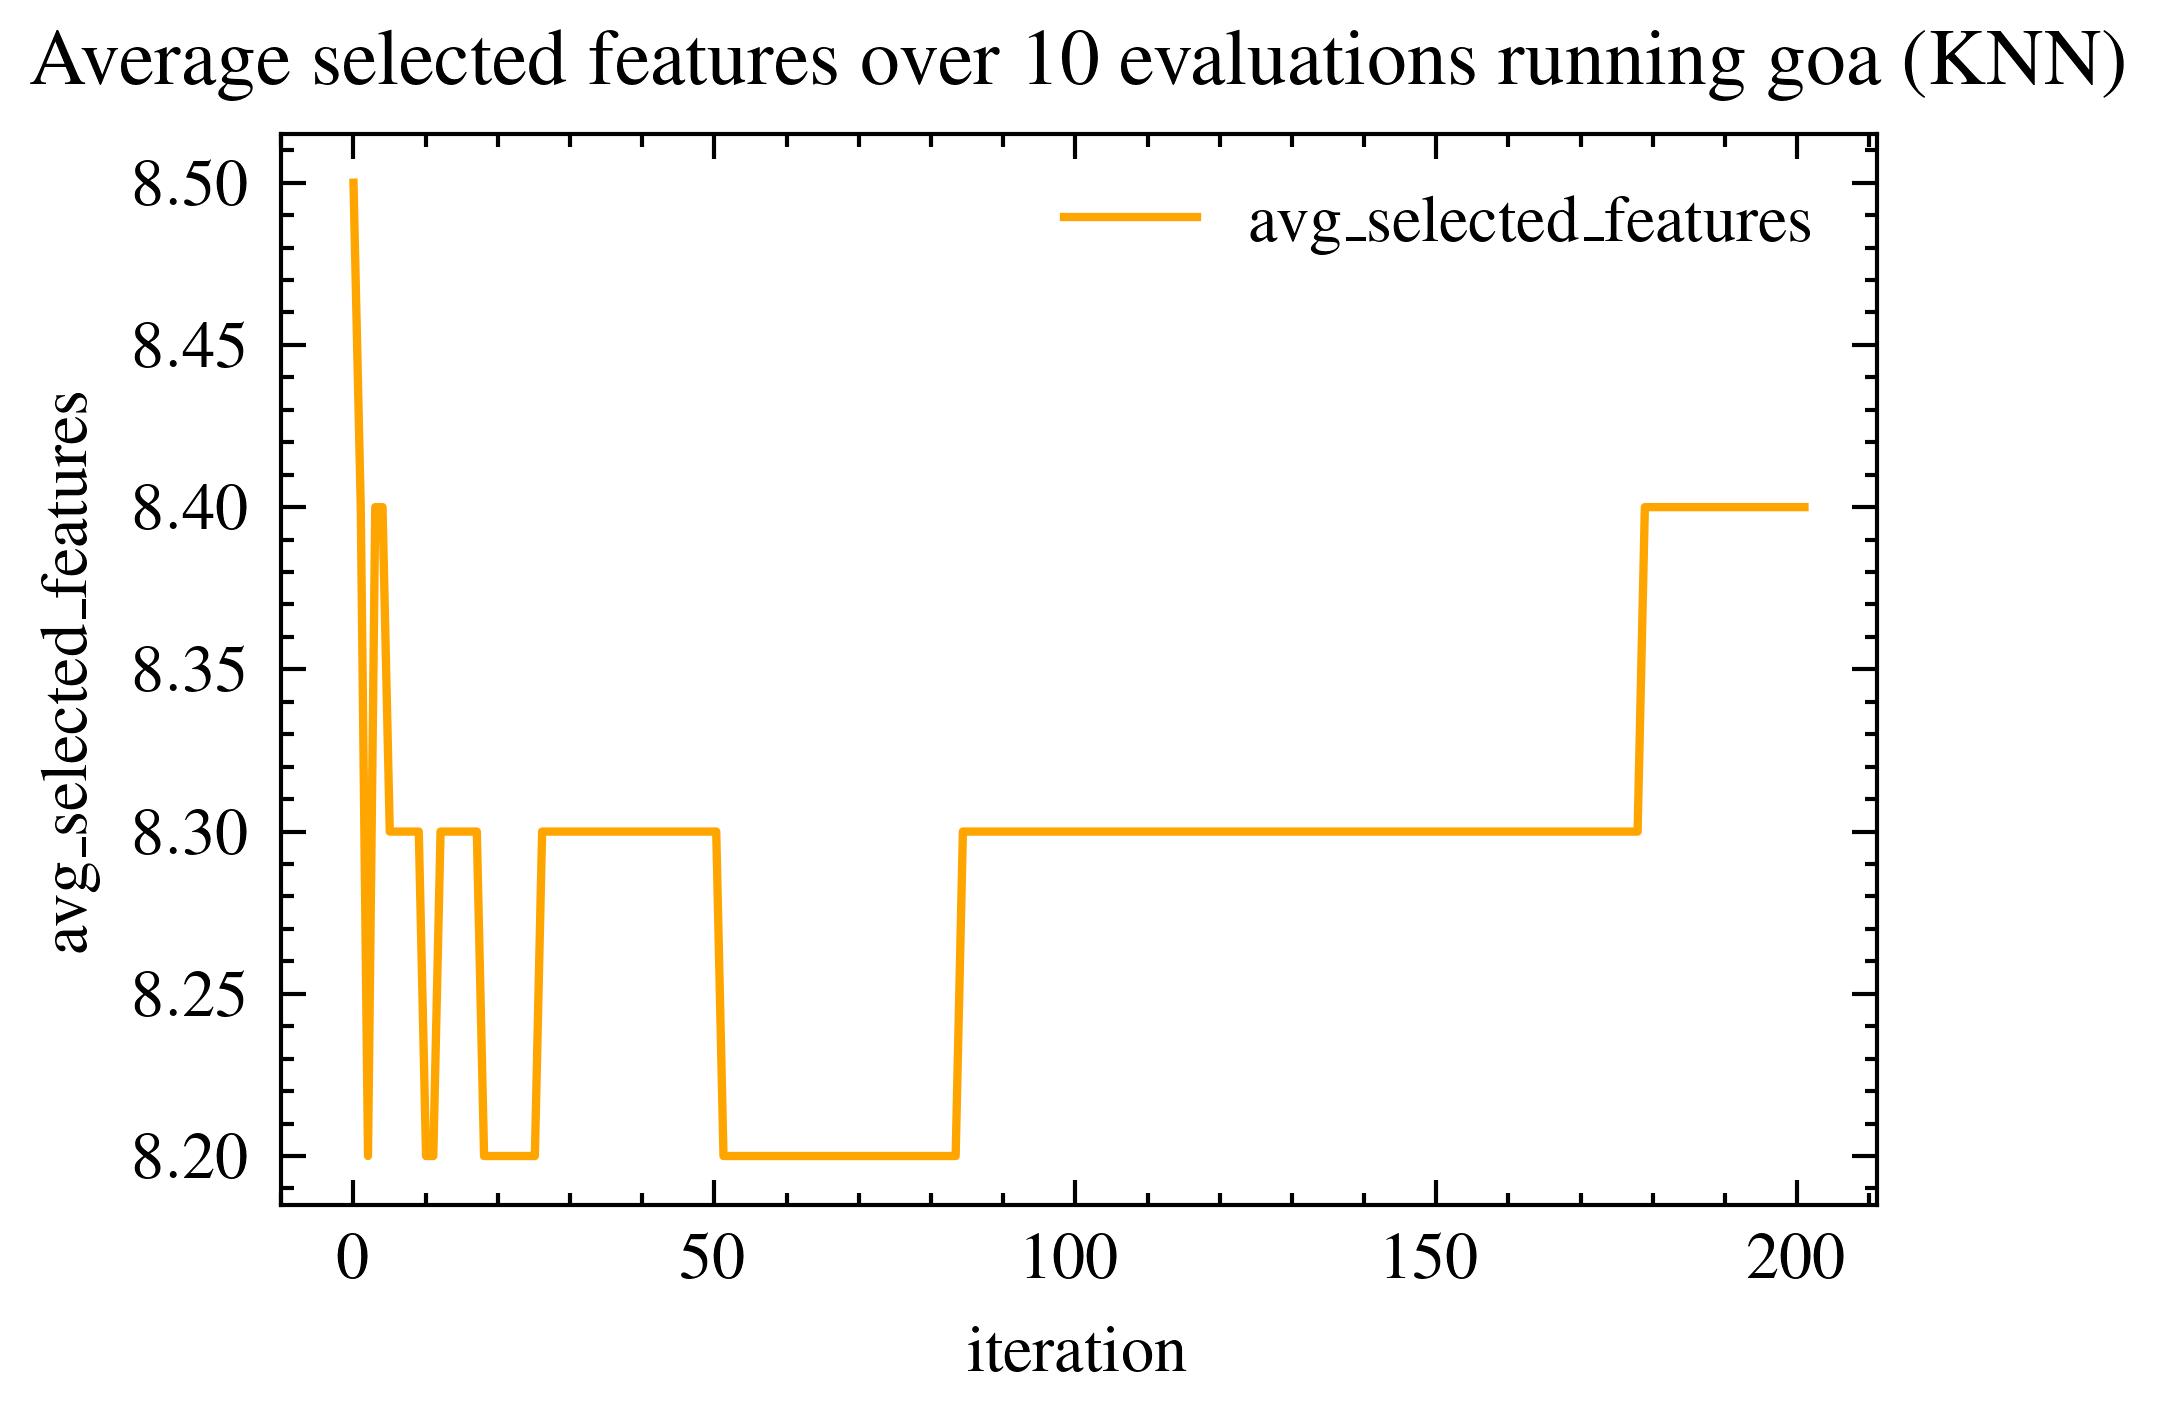 Average selected features over 10 evaluations running goa (KNN)
avg_selected_features
avg_selected_features
8.50
8.45
8.40
8.35
8.30
8.25
8.20
0 50 100 150 200
iteration